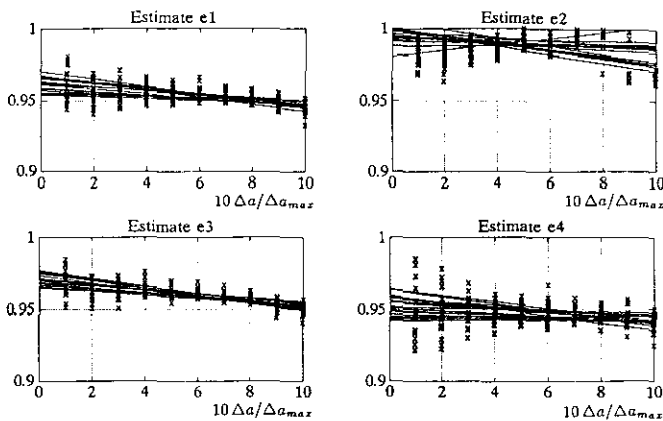 Estimate e1
1
0.95
0.9
0 2 4 6 8 10
10 Δa/Δa_max
Estimate e2
1
0.95
0.9
0 2 4 6 8 10
10 Δa/Δa_max
Estimate e3
1
0.95
0.9
0 2 4 6 8 10
10 Δa/Δa_max
Estimate e4
1
0.95
0.9
0 2 4 6 8 10
10 Δa/Δa_max